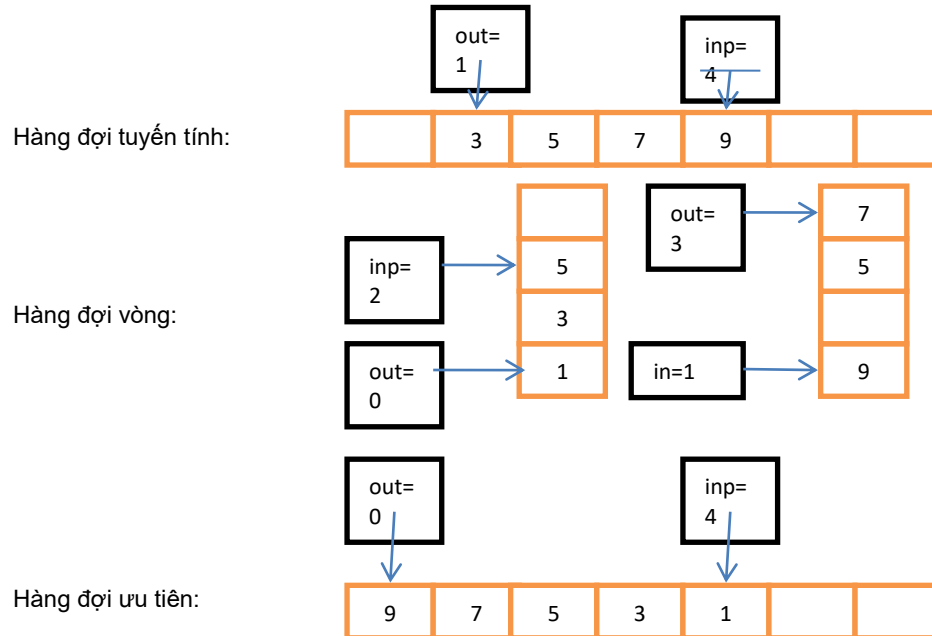 out=
1
inp=
4
Hàng đợi tuyến tính:
3 5 7 9
out=
3
7
inp=
2
5
5
Hàng đợi vòng:
3
out=
0
1
in=1
9
out=
0
inp=
4
Hàng đợi ưu tiên:
9 7 5 3 1